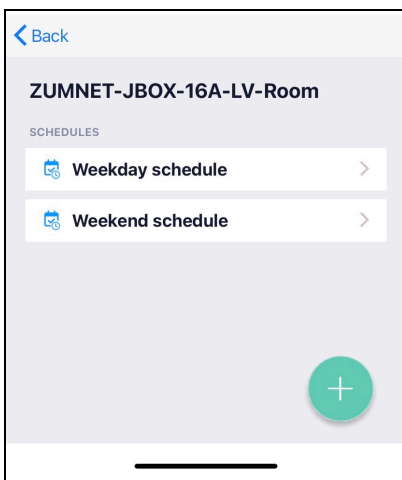 Back
ZUMNET-JBOX-16A-LV-Room
SCHEDULES
Weekday schedule
Weekend schedule